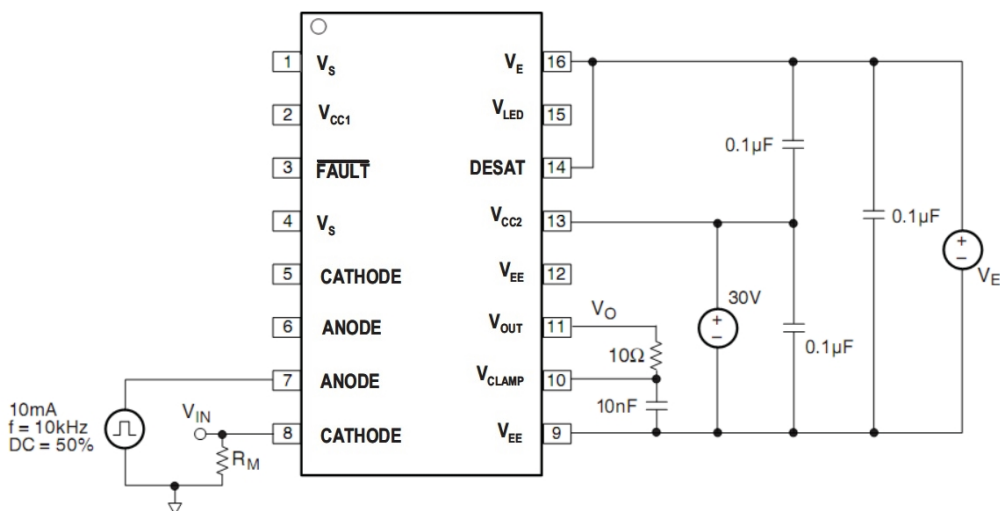 1 V_S
2 V_CC1
3 F̅A̅U̅L̅T̅
4 V_S
5 CATHODE
6 ANODE
7 ANODE
8 CATHODE
V_E 16
V_LED 15
DESAT 14
V_CC2 13
V_EE 12
V_OUT 11
V_CLAMP 10
V_EE 9
10mA
f = 10kHz
DC = 50%
V_IN
R_M
V_O
10Ω
10nF
30V
+
−
0.1µF
0.1µF
0.1µF
+
−
V_E